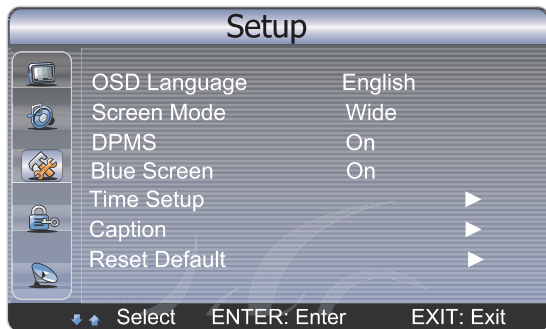 Setup
OSD Language English
Screen Mode Wide
DPMS On
Blue Screen On
Time Setup ►
Caption ►
Reset Default ►
Select ENTER: Enter EXIT: Exit